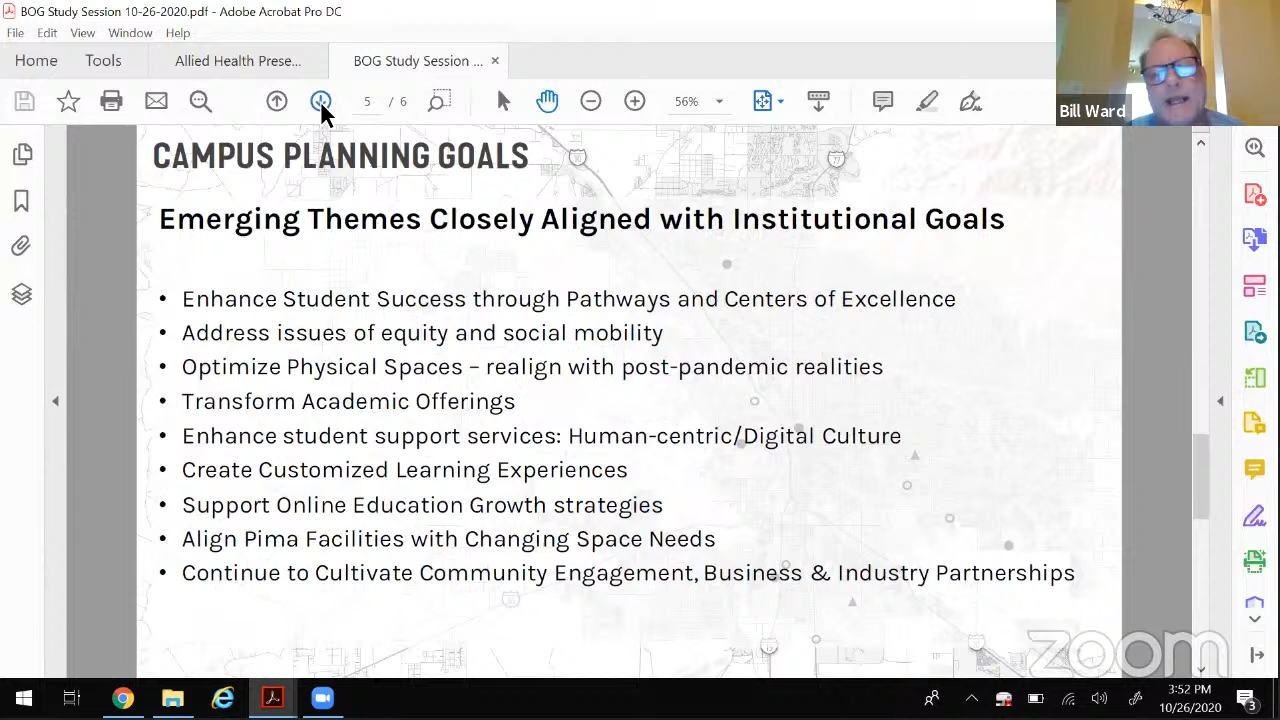 BOG Study Session 10-26-2020.pdf - Adobe Acrobat Pro DC
File Edit View Window Help
Home Tools Allied Health Prese... BOG Study Session ... ×
5 / 6 56%
Bill Ward
CAMPUS PLANNING GOALS
Emerging Themes Closely Aligned with Institutional Goals
• Enhance Student Success through Pathways and Centers of Excellence
• Address issues of equity and social mobility
• Optimize Physical Spaces – realign with post-pandemic realities
• Transform Academic Offerings
• Enhance student support services: Human-centric/Digital Culture
• Create Customized Learning Experiences
• Support Online Education Growth strategies
• Align Pima Facilities with Changing Space Needs
• Continue to Cultivate Community Engagement, Business & Industry Partnerships
zoom
3:52 PM
10/26/2020
3